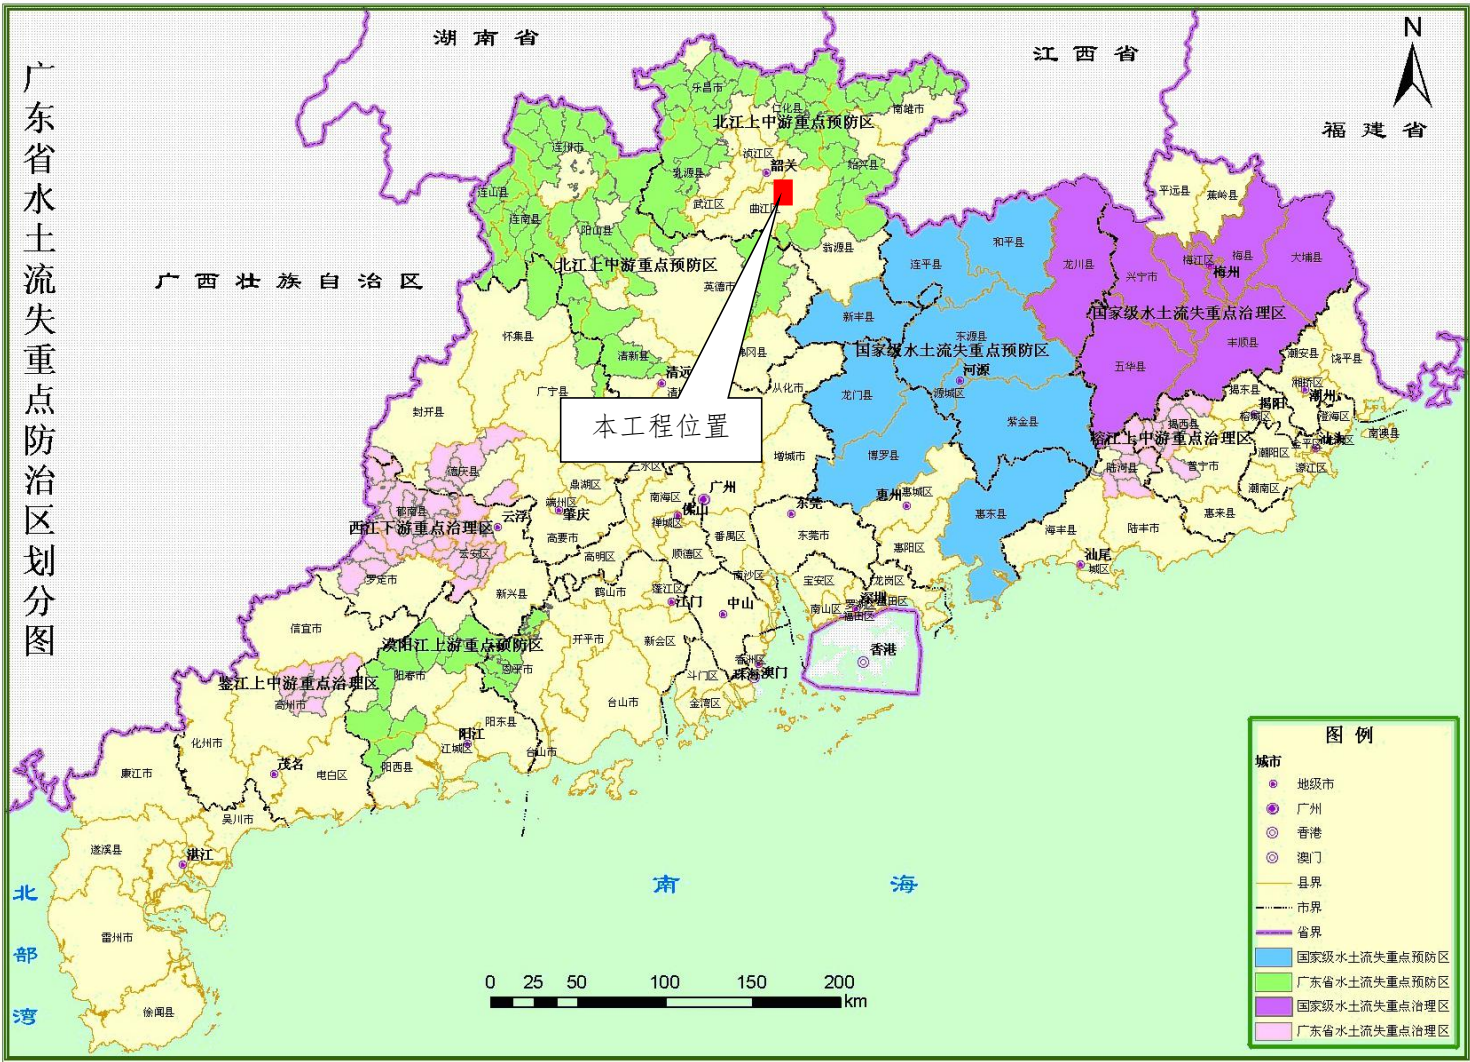 广东省水土流失重点防治区划分图
湖南省
江西省
福建省
广西壮族自治区
N
乐昌市
仁化县
南雄市
北江上中游重点预防区
浈江区
韶关
始兴县
乳源县
武江区
曲江区
连州市
连山县
连南县
阳山县
翁源县
北江上中游重点预防区
英德市
平远县
蕉岭县
和平县
连平县
龙川县
兴宁市
梅江区
梅县
梅州
大埔县
国家级水土流失重点治理区
丰顺县
五华县
新丰县
东源县
国家级水土流失重点预防区
河源
源城区
龙门县
紫金县
博罗县
怀集县
清新县
清远
佛冈县
从化市
广宁县
封开县
本工程位置
潮安县
饶平县
湘桥区
潮州
揭东县
揭阳
榕城区
澄海区
南澳县
揭西县
榕江上中游重点治理区
金平区
汕头
潮阳区
濠江区
陆河县
普宁市
潮南区
惠来县
德庆县
三水区
增城市
鼎湖区
端州区
肇庆
南海区
广州
佛山
禅城区
东莞
惠州
惠城区
惠东县
海丰县
陆丰市
郁南县
西江下游重点治理区
云浮
云安区
高要市
高明区
顺德区
番禺区
东莞市
惠阳区
汕尾
城区
罗定市
新兴县
鹤山市
蓬江区
江门
南沙区
中山
宝安区
龙岗区
南山区
罗湖区
深圳
盐田区
福田区
信宜市
漠阳江上游重点预防区
开平市
新会区
香洲区
珠海
澳门
香港
鉴江上中游重点治理区
高州市
阳春市
恩平市
斗门区
金湾区
台山市
化州市
阳东县
阳江
江城区
台山市
阳西县
茂名
电白区
廉江市
吴川市
遂溪县
湛江
雷州市
徐闻县
北部湾
南海
0 25 50 100 150 200
km
图例
城市
地级市
广州
香港
澳门
县界
市界
省界
国家级水土流失重点预防区
广东省水土流失重点预防区
国家级水土流失重点治理区
广东省水土流失重点治理区